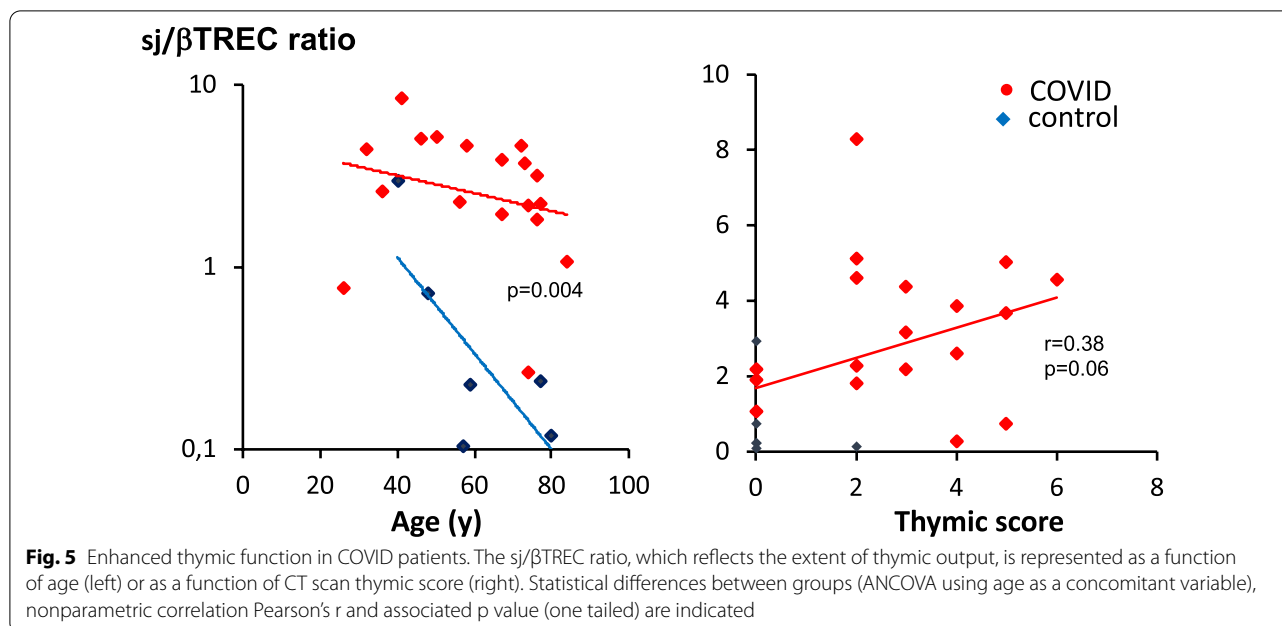 sj/βTREC ratio
10
1
0,1
0
20
40
60
80
100
p=0.004
Age (y)
10
8
6
4
2
0
0
2
4
6
8
COVID
control
r=0.38
p=0.06
Thymic score
Fig. 5 Enhanced thymic function in COVID patients. The sj/βTREC ratio, which reflects the extent of thymic output, is represented as a function
of age (left) or as a function of CT scan thymic score (right). Statistical differences between groups (ANCOVA using age as a concomitant variable),
nonparametric correlation Pearson's r and associated p value (one tailed) are indicated